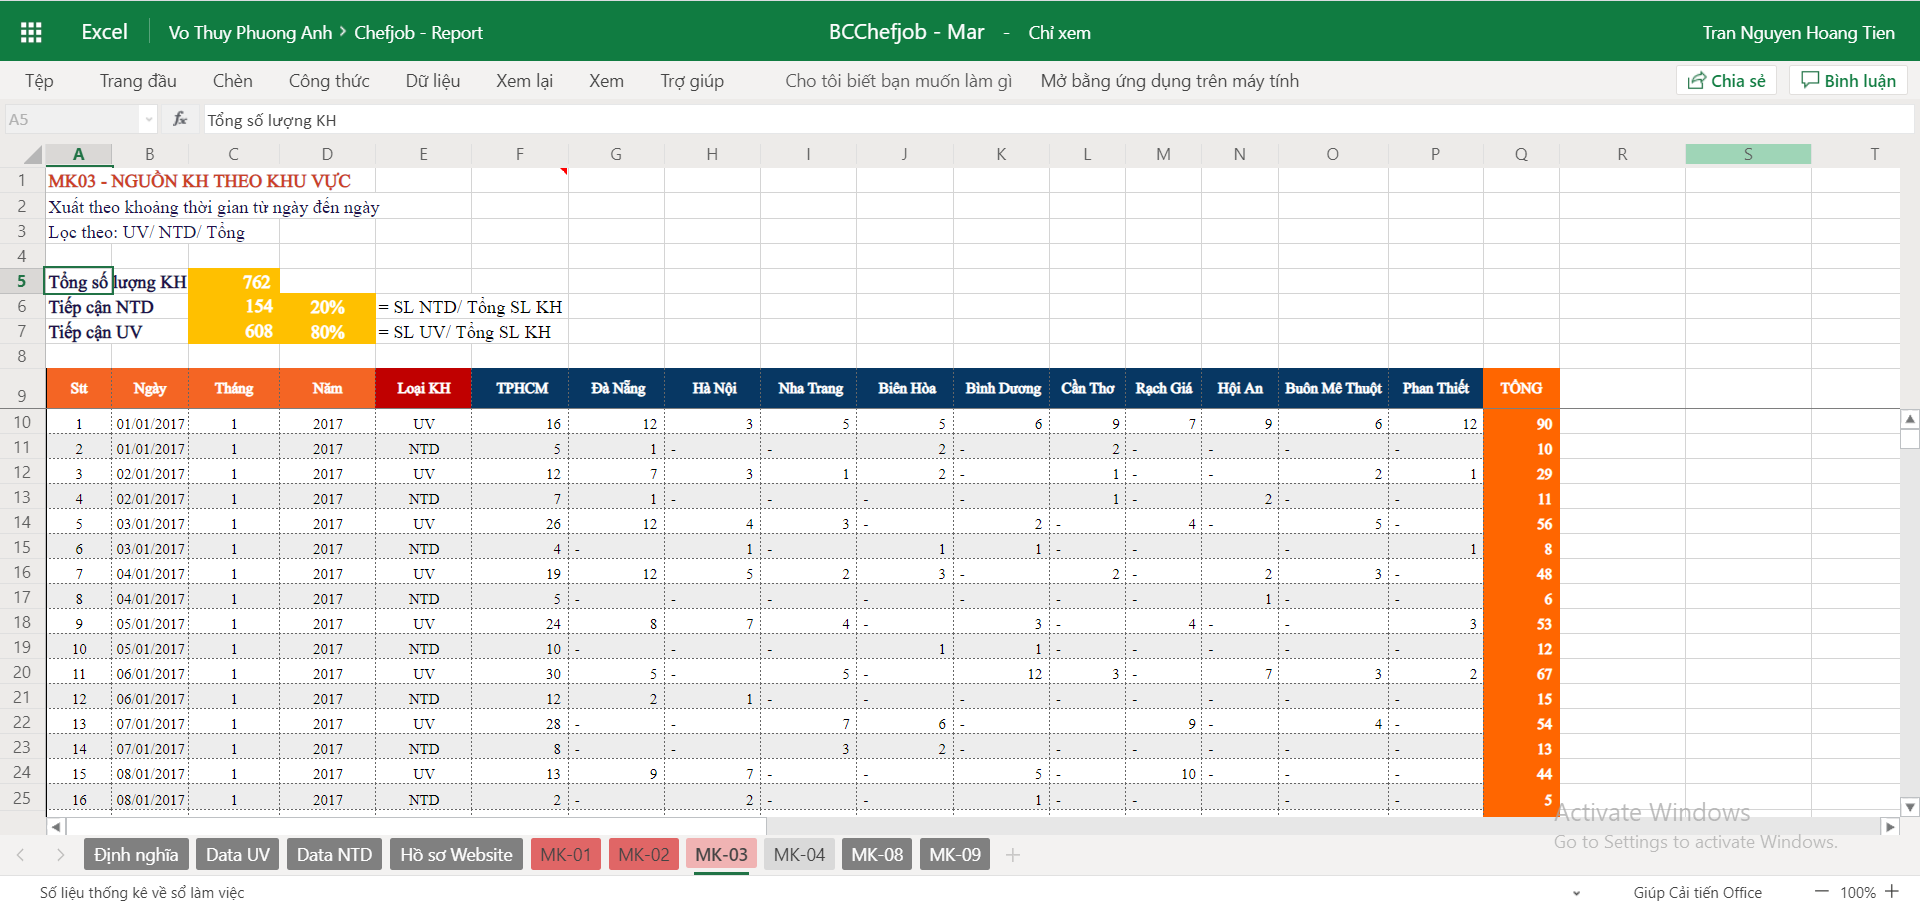 Excel Vo Thuy Phuong Anh › Chefjob - Report BCChefjob - Mar - Chỉ xem Tran Nguyen Hoang Tien
Tệp Trang đầu Chèn Công thức Dữ liệu Xem lại Xem Trợ giúp Cho tôi biết bạn muốn làm gì Mở bằng ứng dụng trên máy tính Chia sẻ Bình luận
A5 fx Tổng số lượng KH
A B C D E F G H I J K L M N O P Q R S T
1 MK03 - NGUỒN KH THEO KHU VỰC
2 Xuất theo khoảng thời gian từ ngày đến ngày
3 Lọc theo: UV/ NTD/ Tổng
4
5 Tổng số lượng KH 762
6 Tiếp cận NTD 154 20% = SL NTD/ Tổng SL KH
7 Tiếp cận UV 608 80% = SL UV/ Tổng SL KH
8
9 Stt Ngày Tháng Năm Loại KH TPHCM Đà Nẵng Hà Nội Nha Trang Biên Hòa Bình Dương Cần Thơ Rạch Giá Hội An Buôn Mê Thuột Phan Thiết TỔNG
10 1 01/01/2017 1 2017 UV 16 12 3 5 5 6 9 7 9 6 12 90
11 2 01/01/2017 1 2017 NTD 5 1 - - 2 - 2 - - - - 10
12 3 02/01/2017 1 2017 UV 12 7 3 1 2 - 1 - - 2 1 29
13 4 02/01/2017 1 2017 NTD 7 1 - - - - 1 - 2 - - 11
14 5 03/01/2017 1 2017 UV 26 12 4 3 - 2 - 4 - 5 - 56
15 6 03/01/2017 1 2017 NTD 4 - 1 - 1 1 - - - 1 8
16 7 04/01/2017 1 2017 UV 19 12 5 2 3 - 2 - 2 3 - 48
17 8 04/01/2017 1 2017 NTD 5 - - - - - - - 1 - - 6
18 9 05/01/2017 1 2017 UV 24 8 7 4 - 3 - 4 - - 3 53
19 10 05/01/2017 1 2017 NTD 10 - - - 1 1 - - - - - 12
20 11 06/01/2017 1 2017 UV 30 5 - 5 - 12 3 - 7 3 2 67
21 12 06/01/2017 1 2017 NTD 12 2 1 - - - - - - - - 15
22 13 07/01/2017 1 2017 UV 28 - - 7 6 - 9 - 4 - 54
23 14 07/01/2017 1 2017 NTD 8 - - 3 2 - - - - - - 13
24 15 08/01/2017 1 2017 UV 13 9 7 - - 5 - 10 - - - 44
25 16 08/01/2017 1 2017 NTD 2 - 2 - - 1 - - - - 5
Activate Windows
Go to Settings to activate Windows.
Định nghĩa Data UV Data NTD Hồ sơ Website MK-01 MK-02 MK-03 MK-04 MK-08 MK-09
Số liệu thống kê về sổ làm việc Giúp Cải tiến Office 100%